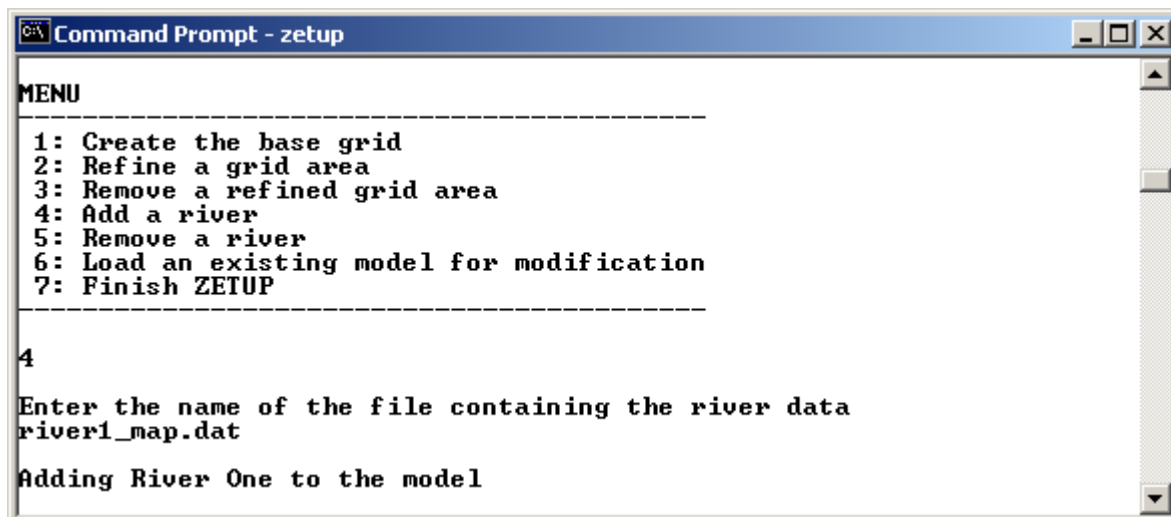 Command Prompt - zetup
MENU
1: Create the base grid
2: Refine a grid area
3: Remove a refined grid area
4: Add a river
5: Remove a river
6: Load an existing model for modification
7: Finish ZETUP
4
Enter the name of the file containing the river data
river1_map.dat
Adding River One to the model